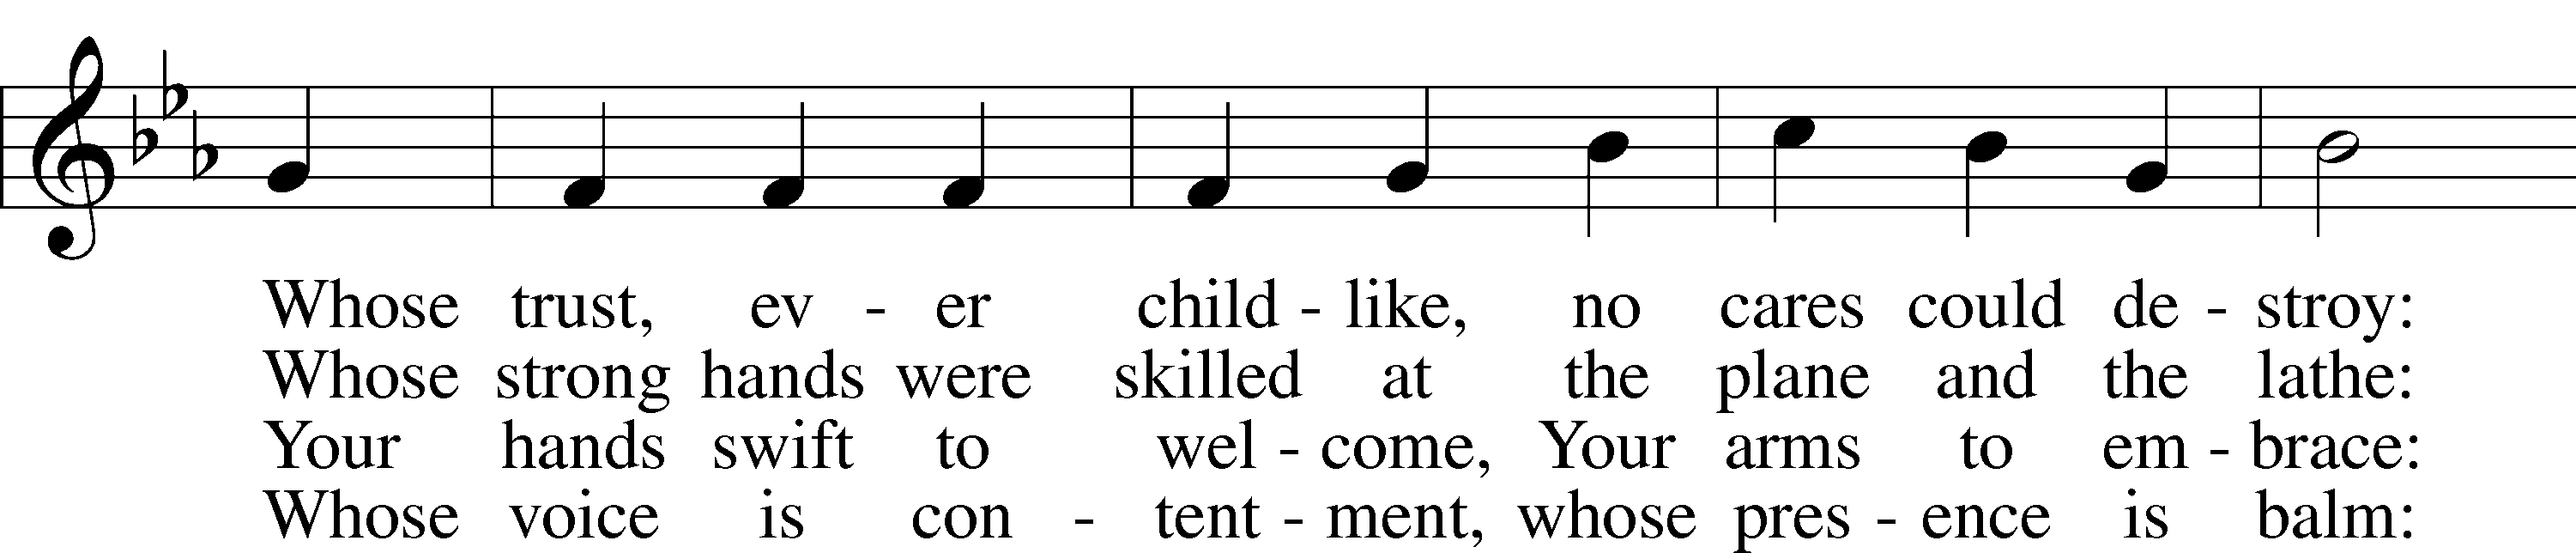 Whose trust, ev - er child - like, no cares could de - stroy:
Whose strong hands were skilled at the plane and the lathe:
Your hands swift to wel - come, Your arms to em - brace:
Whose voice is con - tent - ment, whose pres - ence is balm: